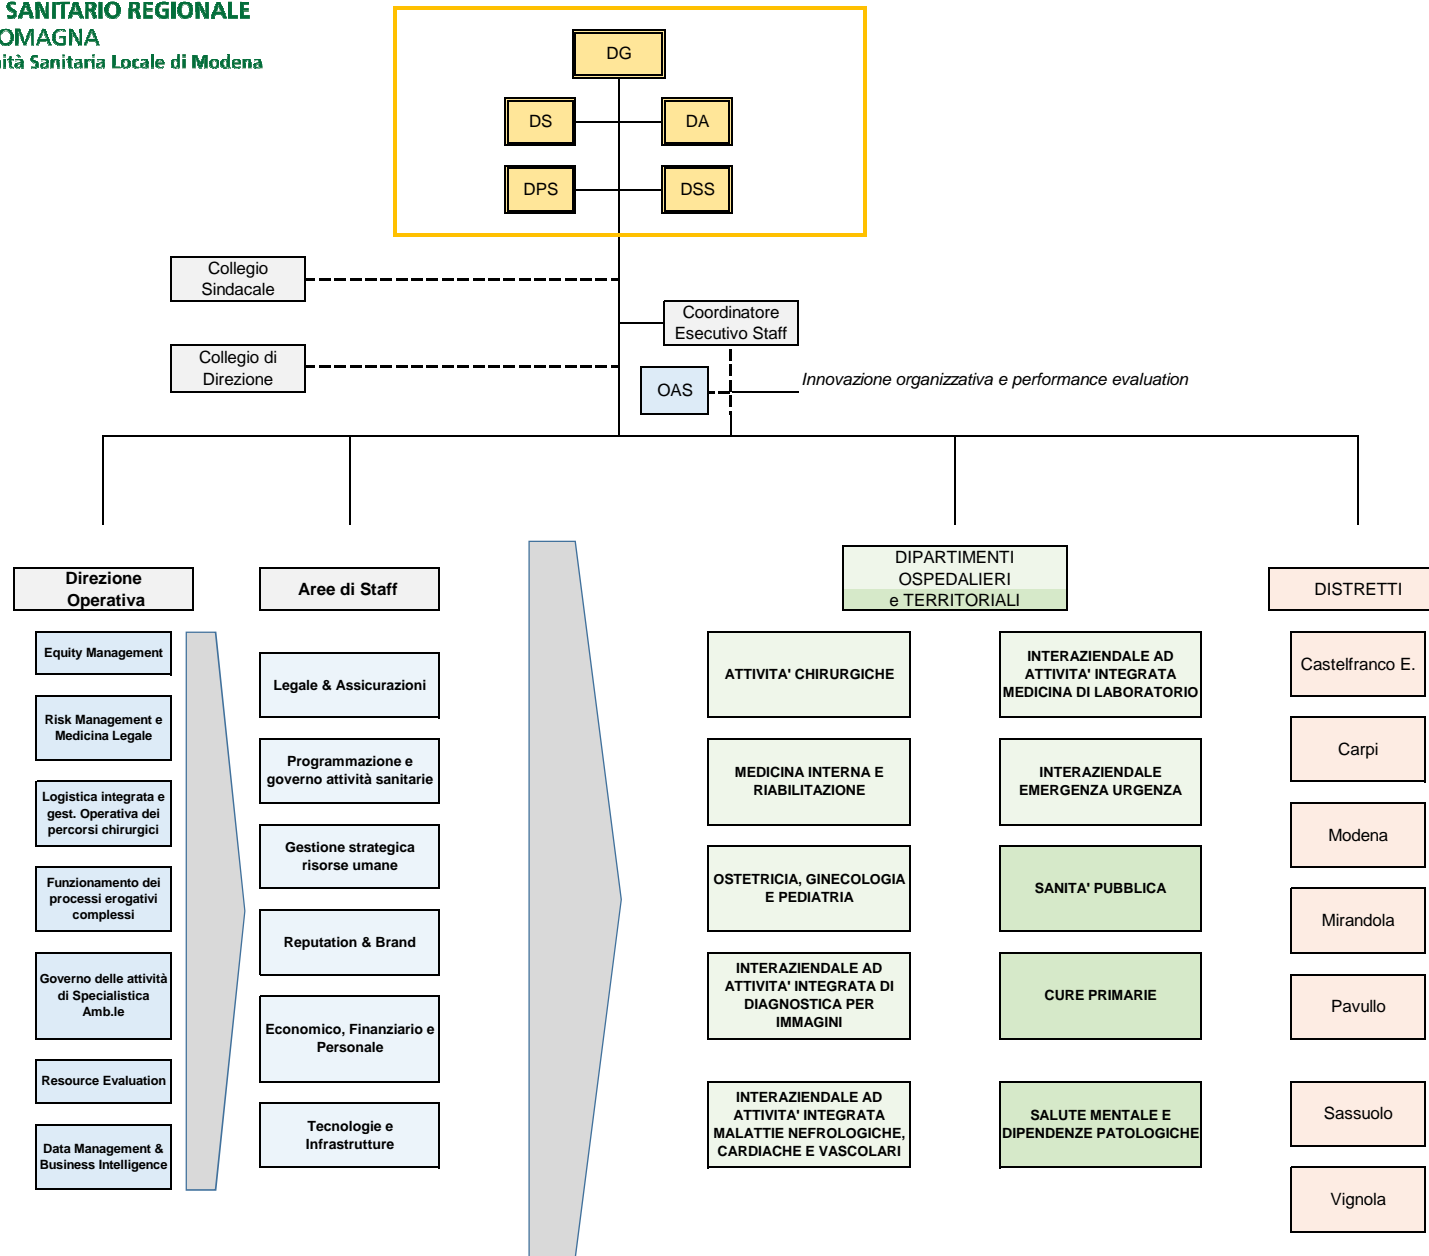 SANITARIO REGIONALE
OMAGNA
ità Sanitaria Locale di Modena
DG
DS
DA
DPS
DSS
Collegio
Sindacale
Coordinatore
Esecutivo Staff
Collegio di
Direzione
OAS
Innovazione organizzativa e performance evaluation
Direzione
Operativa
Equity Management
Risk Management e
Medicina Legale
Logistica integrata e
gest. Operativa dei
percorsi chirurgici
Funzionamento dei
processi erogativi
complessi
Governo delle attività
di Specialistica
Amb.le
Resource Evaluation
Data Management &
Business Intelligence
Aree di Staff
Legale & Assicurazioni
Programmazione e
governo attività sanitarie
Gestione strategica
risorse umane
Reputation & Brand
Economico, Finanziario e
Personale
Tecnologie e
Infrastrutture
DIPARTIMENTI
OSPEDALIERI
e TERRITORIALI
ATTIVITA' CHIRURGICHE
MEDICINA INTERNA E
RIABILITAZIONE
OSTETRICIA, GINECOLOGIA
E PEDIATRIA
INTERAZIENDALE AD
ATTIVITA' INTEGRATA DI
DIAGNOSTICA PER
IMMAGINI
INTERAZIENDALE AD
ATTIVITA' INTEGRATA
MALATTIE NEFROLOGICHE,
CARDIACHE E VASCOLARI
INTERAZIENDALE AD
ATTIVITA' INTEGRATA
MEDICINA DI LABORATORIO
INTERAZIENDALE
EMERGENZA URGENZA
SANITA' PUBBLICA
CURE PRIMARIE
SALUTE MENTALE E
DIPENDENZE PATOLOGICHE
DISTRETTI
Castelfranco E.
Carpi
Modena
Mirandola
Pavullo
Sassuolo
Vignola